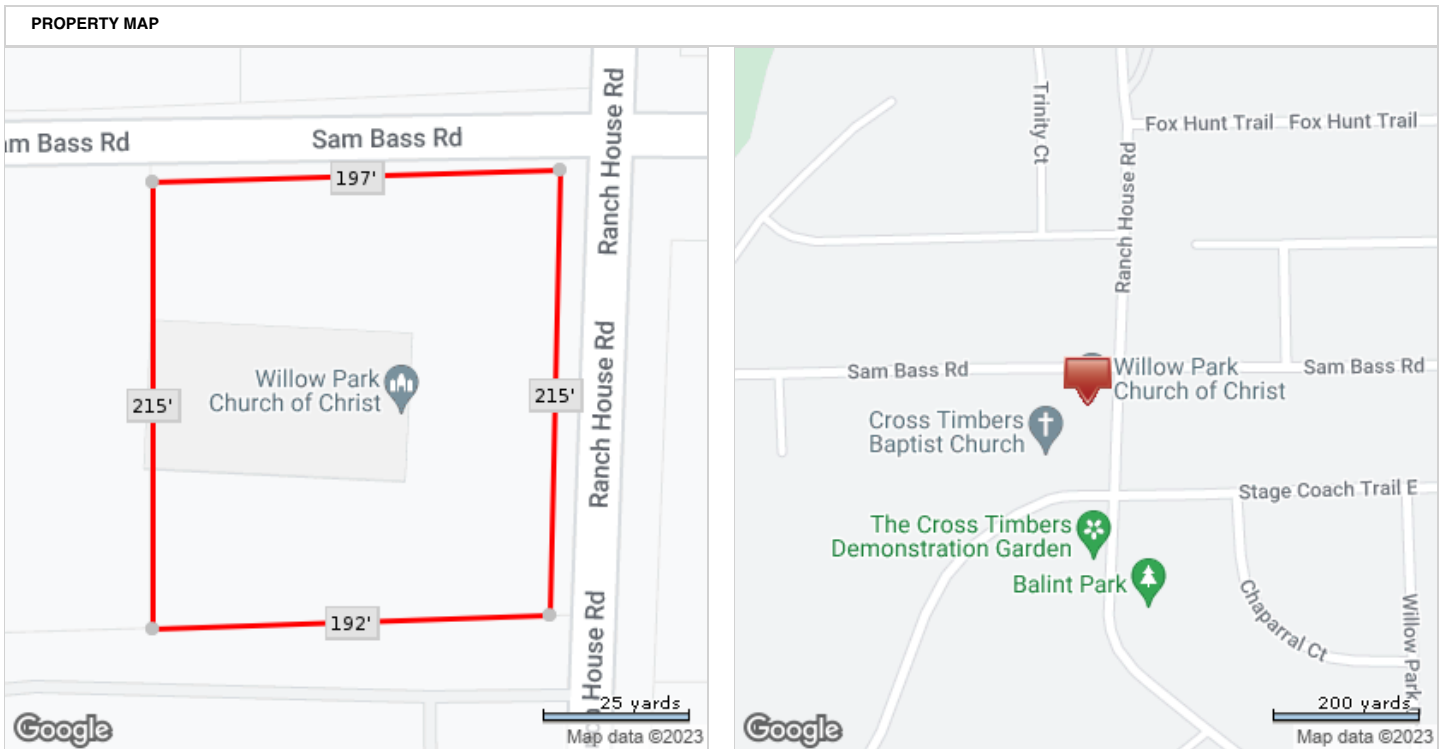 PROPERTY MAP
am Bass Rd
Sam Bass Rd
Ranch House Rd
197'
Willow Park
Church of Christ
215'
215'
Ranch House Rd
192'
House Rd
25 yards
Google
Map data ©2023
Trinity Ct
Fox Hunt Trail
Fox Hunt Trail
Ranch House Rd
Sam Bass Rd
Willow Park
Church of Christ
Sam Bass Rd
Cross Timbers
Baptist Church
Stage Coach Trail E
The Cross Timbers
Demonstration Garden
Balint Park
Chaparral Ct
Willow Park
200 yards
Google
Map data ©2023